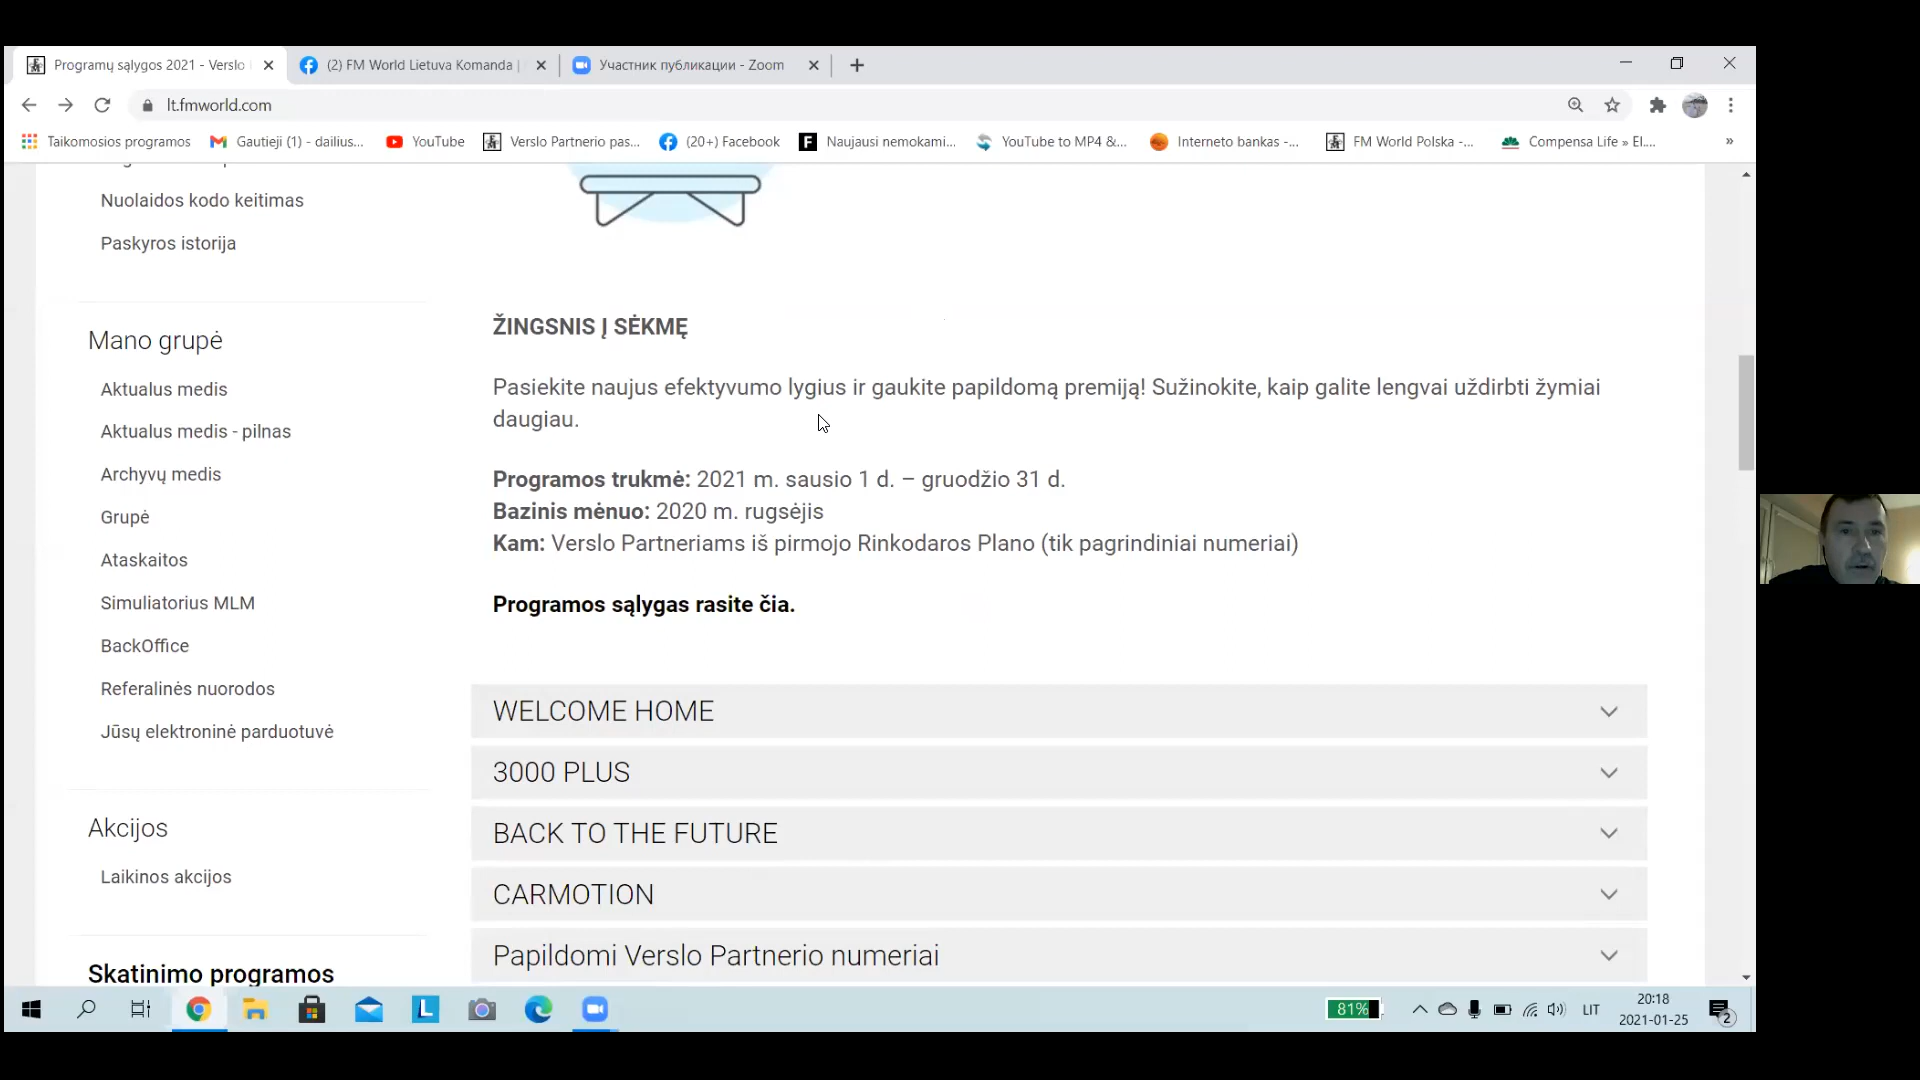 Programų sąlygos 2021 - Verslo
(2) FM World Lietuva Komanda |
Участник публикации - Zoom
lt.fmworld.com
Taikomosios programos
Gautieji (1) - dailius...
YouTube
Verslo Partnerio pas...
(20+) Facebook
Naujausi nemokami...
YouTube to MP4 &...
Interneto bankas -...
FM World Polska -...
Compensa Life » El....
»
Nuolaidos kodo keitimas
Paskyros istorija
Mano grupė
Aktualus medis
Aktualus medis - pilnas
Archyvų medis
Grupė
Ataskaitos
Simuliatorius MLM
BackOffice
Referalinės nuorodos
Jūsų elektroninė parduotuvė
Akcijos
Laikinos akcijos
Skatinimo programos
ŽINGSNIS Į SĖKMĘ
Pasiekite naujus efektyvumo lygius ir gaukite papildomą premiją! Sužinokite, kaip galite lengvai uždirbti žymiai
daugiau.
Programos trukmė: 2021 m. sausio 1 d. – gruodžio 31 d.
Bazinis mėnuo: 2020 m. rugsėjis
Kam: Verslo Partneriams iš pirmojo Rinkodaros Plano (tik pagrindiniai numeriai)
Programos sąlygas rasite čia.
WELCOME HOME
3000 PLUS
BACK TO THE FUTURE
CARMOTION
Papildomi Verslo Partnerio numeriai
81%
LIT
20:18
2021-01-25
2